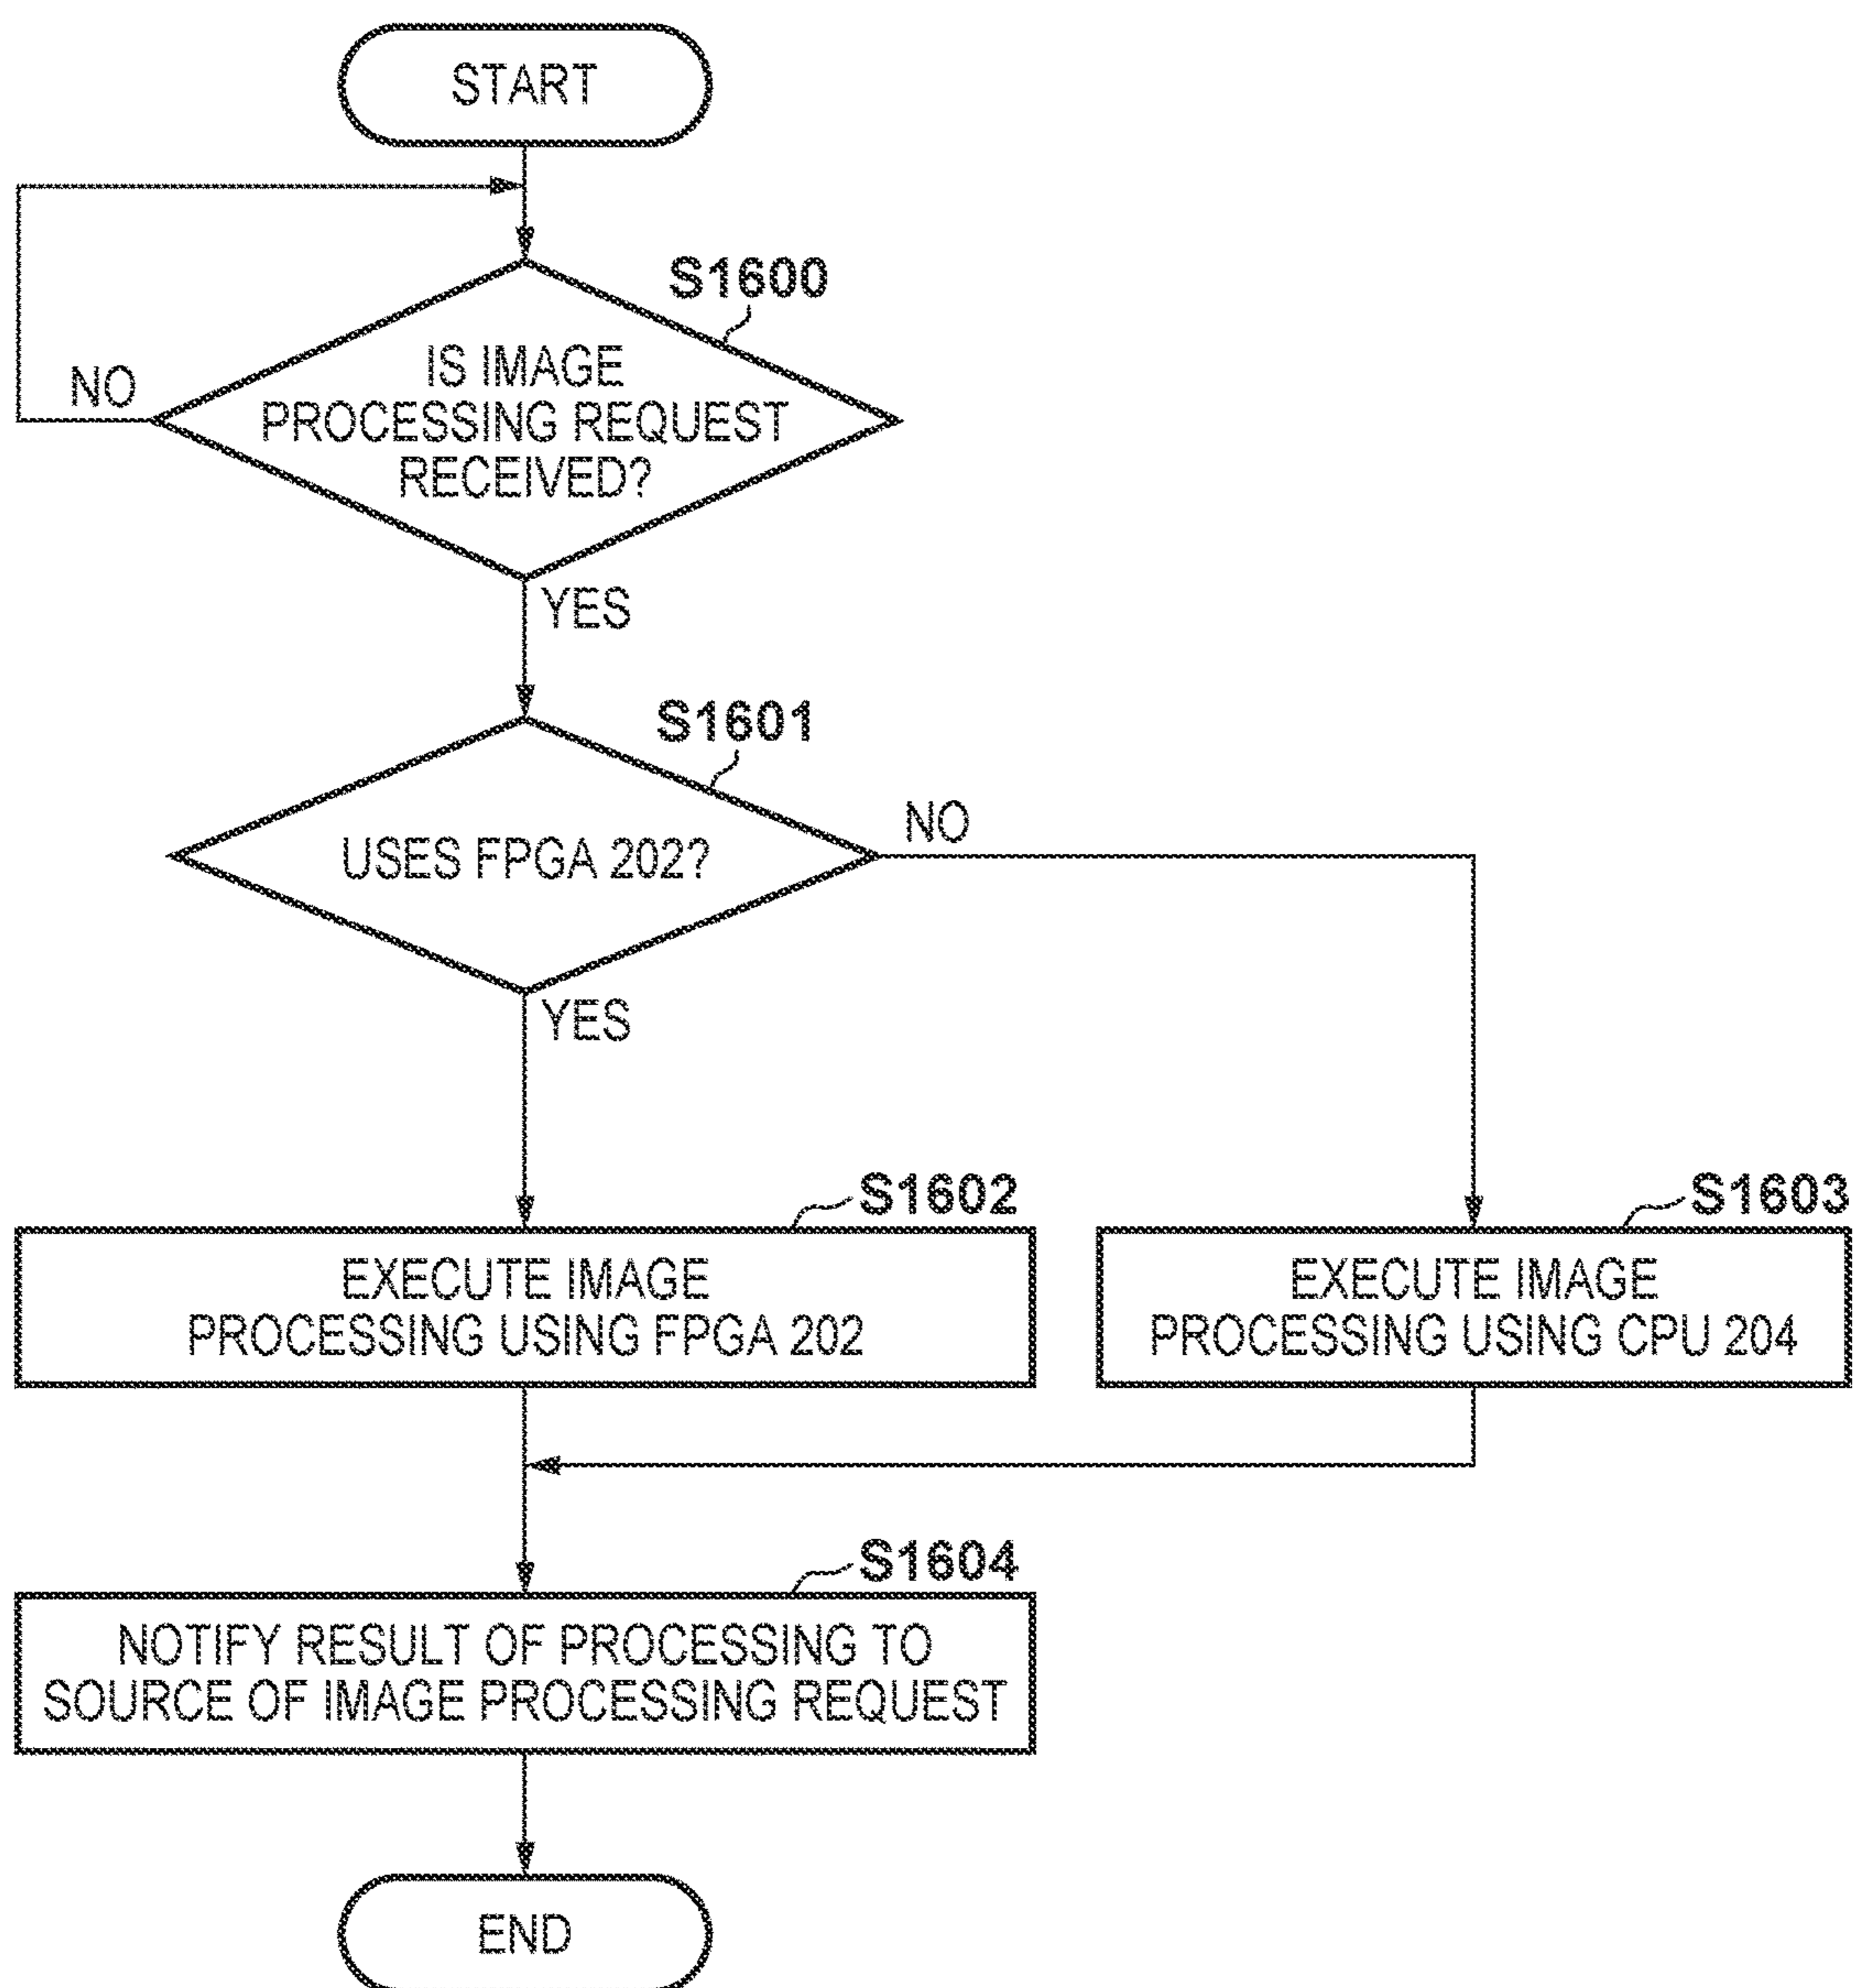 START
S1600
IS IMAGE
PROCESSING REQUEST
RECEIVED?
NO
YES
S1601
USES FPGA 202?
NO
YES
S1602
EXECUTE IMAGE
PROCESSING USING FPGA 202
S1603
EXECUTE IMAGE
PROCESSING USING CPU 204
S1604
NOTIFY RESULT OF PROCESSING TO
SOURCE OF IMAGE PROCESSING REQUEST
END